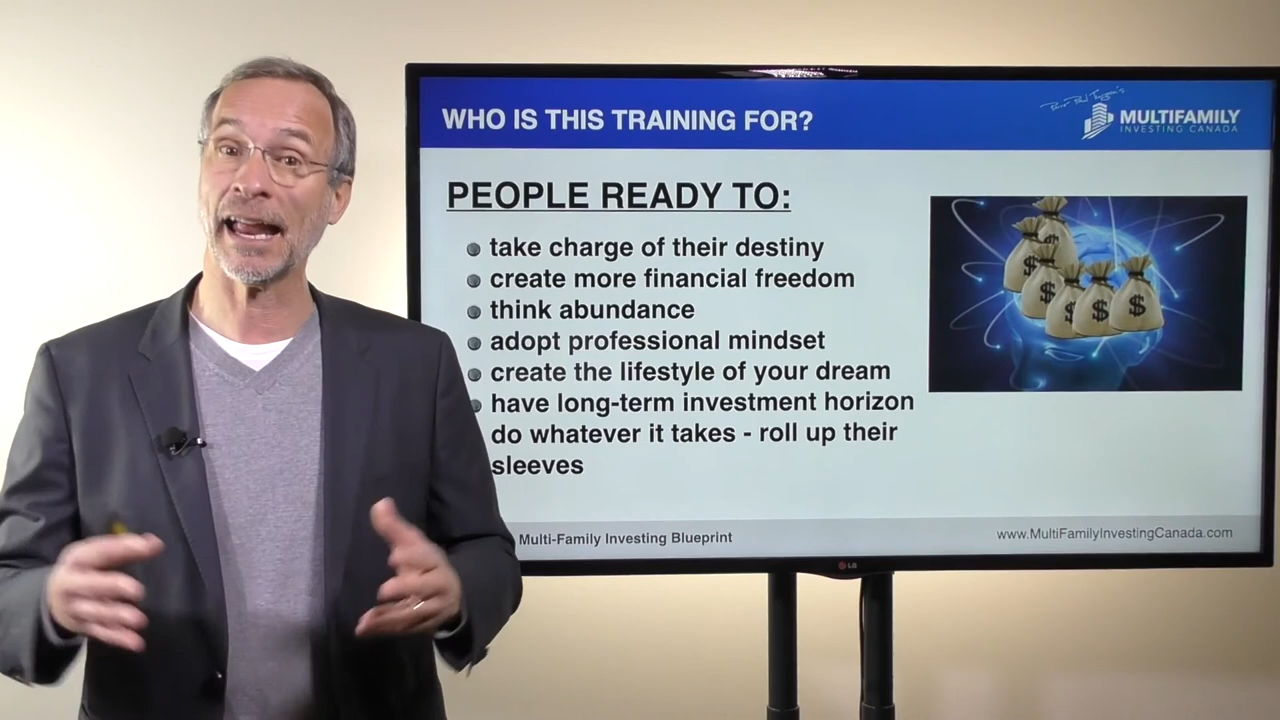 WHO IS THIS TRAINING FOR?
MULTIFAMILY
INVESTING CANADA
PEOPLE READY TO:
take charge of their destiny
create more financial freedom
think abundance
adopt professional mindset
create the lifestyle of your dream
have long-term investment horizon
do whatever it takes - roll up their
sleeves
$ $ $ $ $ $
Multi-Family Investing Blueprint
www.MultiFamilyInvestingCanada.com
LG